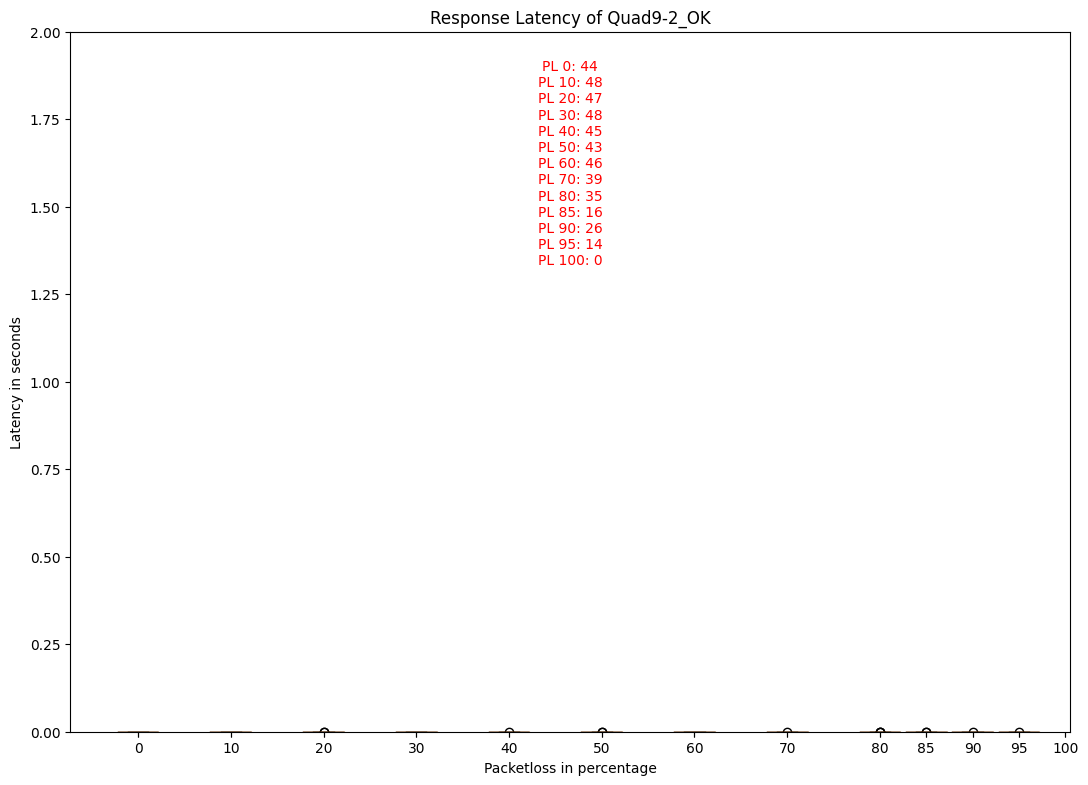 Response Latency of Quad9-2_OK
2.00
1.75
1.50
1.25
1.00
0.75
0.50
0.25
0.00
Latency in seconds
PL 0: 44
PL 10: 48
PL 20: 47
PL 30: 48
PL 40: 45
PL 50: 43
PL 60: 46
PL 70: 39
PL 80: 35
PL 85: 16
PL 90: 26
PL 95: 14
PL 100: 0
0 10 20 30 40 50 60 70 80 85 90 95 100
Packetloss in percentage